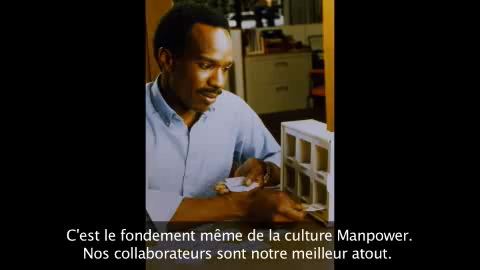 C'est le fondement même de la culture Manpower.
Nos collaborateurs sont notre meilleur atout.